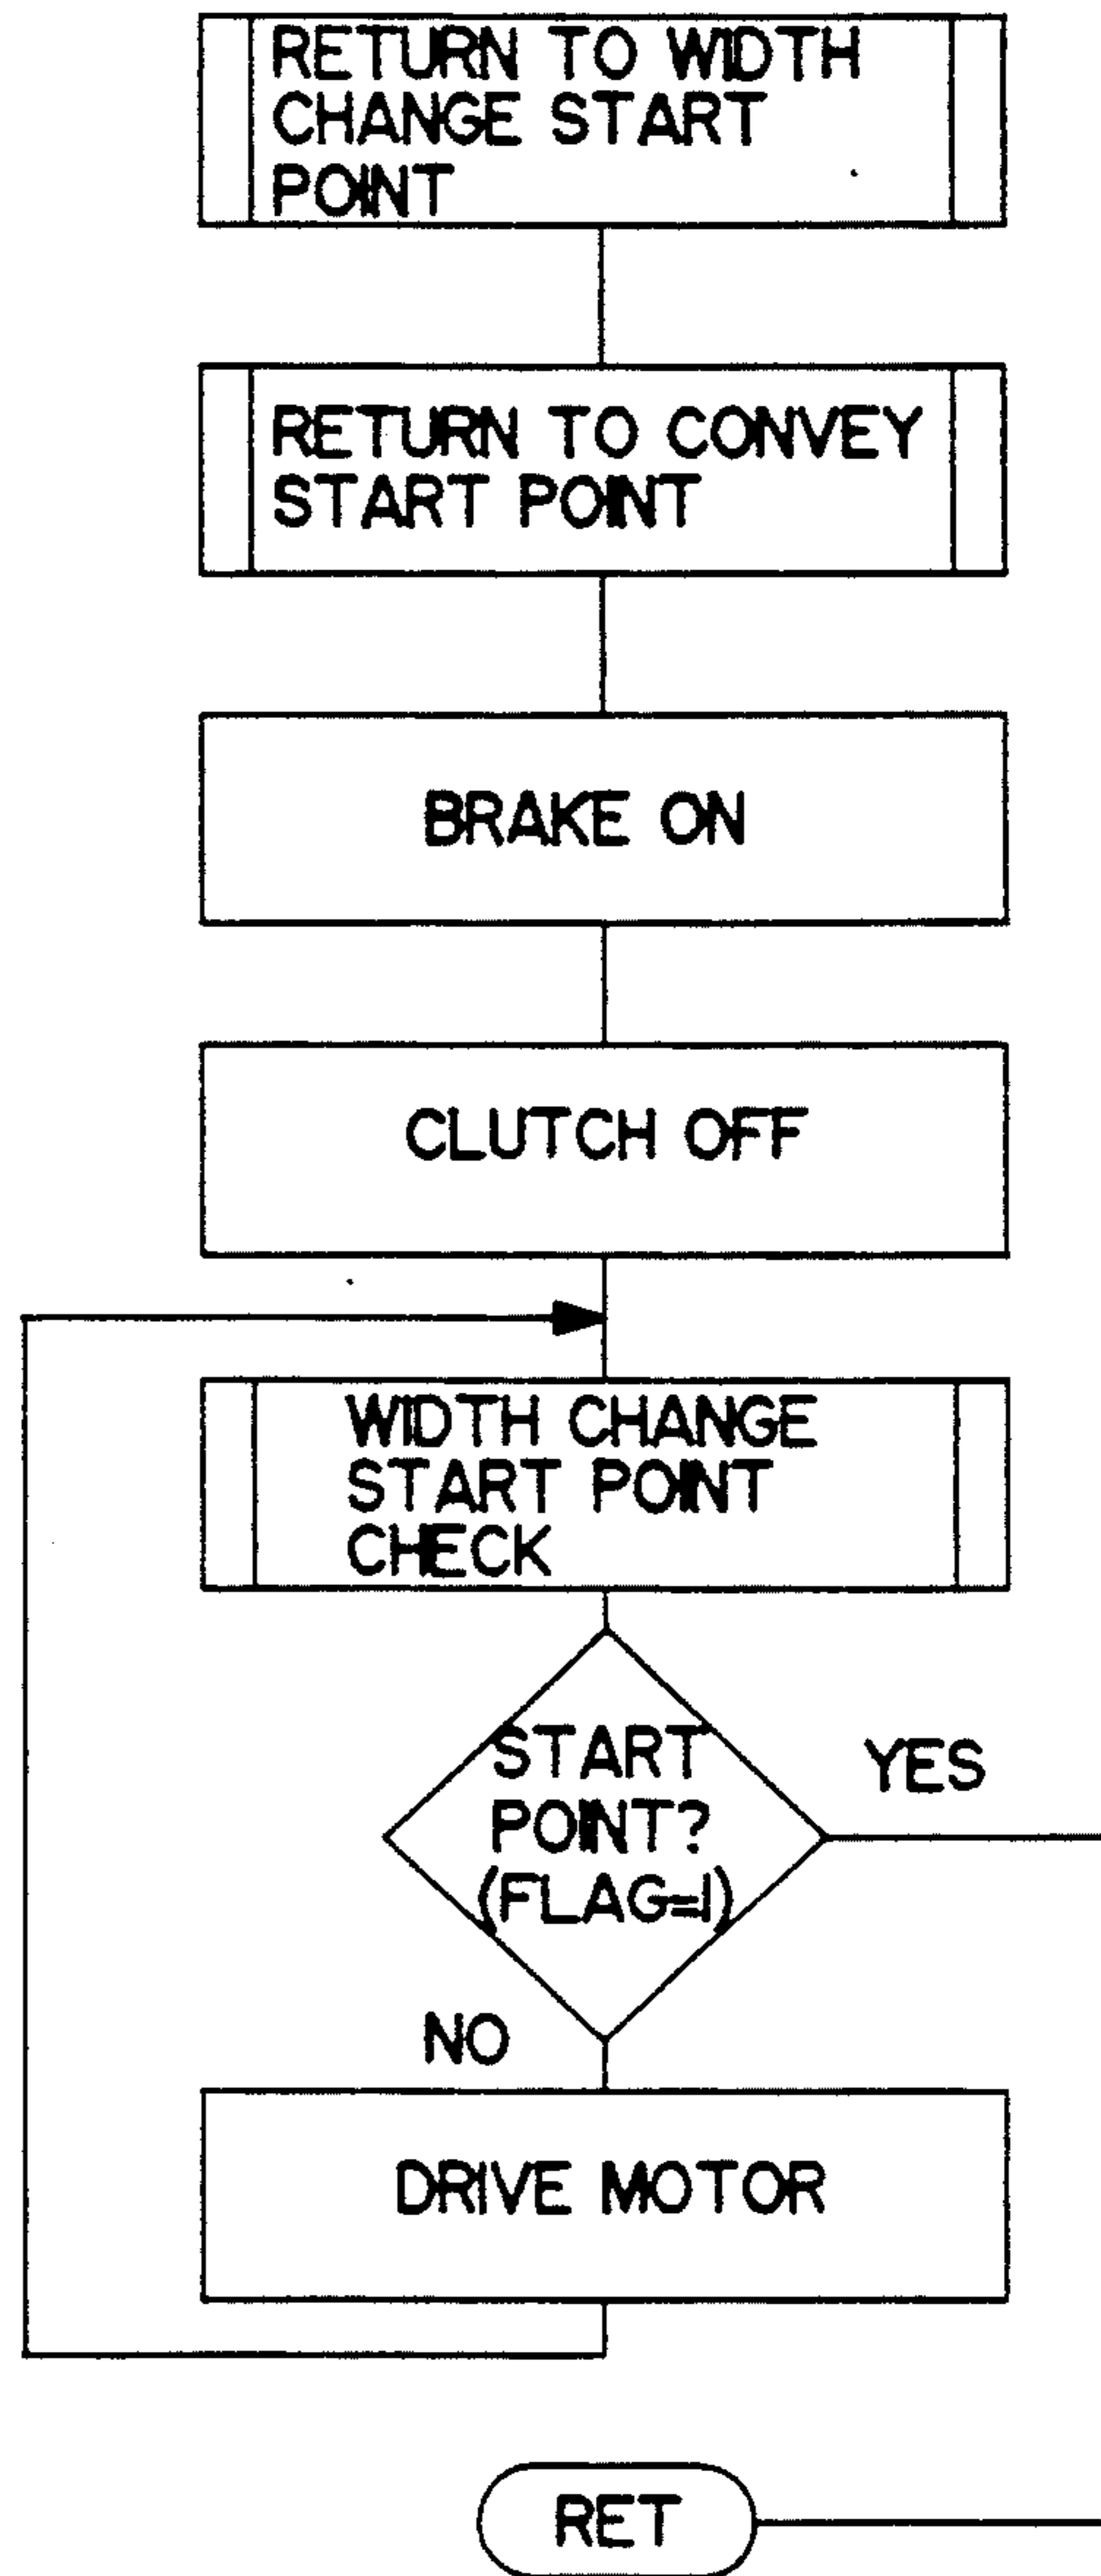 RETURN TO WIDTH
CHANGE START
POINT
RETURN TO CONVEY
START POINT
BRAKE ON
CLUTCH OFF
WIDTH CHANGE
START POINT
CHECK
START
POINT?
(FLAG=1)
YES
NO
DRIVE MOTOR
RET